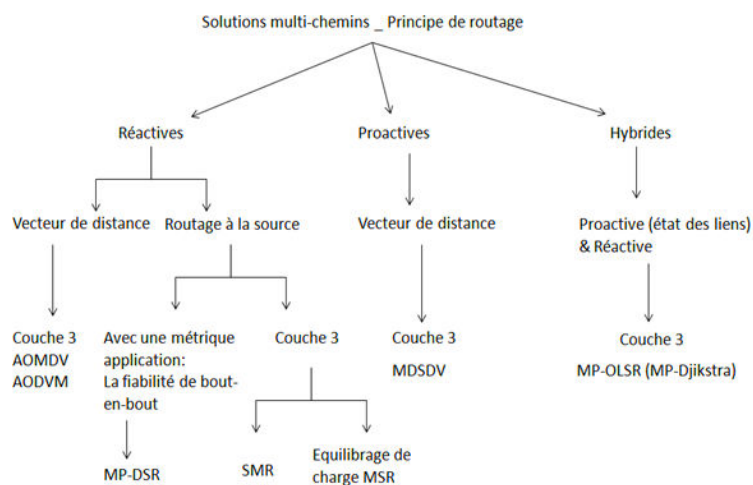 Solutions multi-chemins _ Principe de routage
Réactives
Proactives
Hybrides
Vecteur de distance
Routage à la source
Vecteur de distance
Proactive (état des liens)
& Réactive
Couche 3
AOMDV
AODVM
Avec une métrique
application:
La fiabilité de bout-
en-bout
Couche 3
Couche 3
MDSDV
Couche 3
MP-OLSR (MP-Djikstra)
MP-DSR
SMR
Equilibrage de
charge MSR